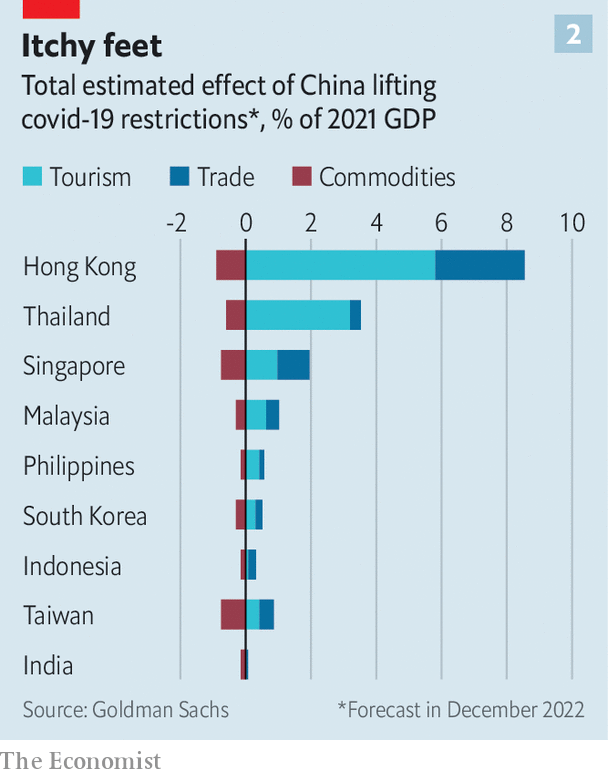 Itchy feet
2
Total estimated effect of China lifting
covid-19 restrictions*, % of 2021 GDP
Tourism Trade Commodities
-2 0 2 4 6 8 10
Hong Kong
Thailand
Singapore
Malaysia
Philippines
South Korea
Indonesia
Taiwan
India
Source: Goldman Sachs *Forecast in December 2022
The Economist